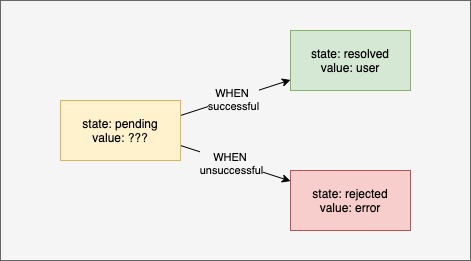 state: pending
value: ???
WHEN
successful
state: resolved
value: user
WHEN
unsuccessful
state: rejected
value: error